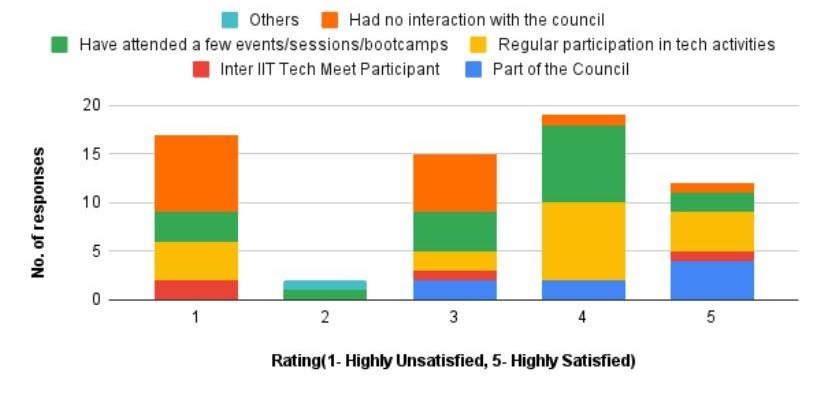 Others Had no interaction with the council
Have attended a few events/sessions/bootcamps Regular participation in tech activities
Inter IIT Tech Meet Participant Part of the Council
20
15
10
5
0
No. of responses
1 2 3 4 5
Rating(1- Highly Unsatisfied, 5- Highly Satisfied)